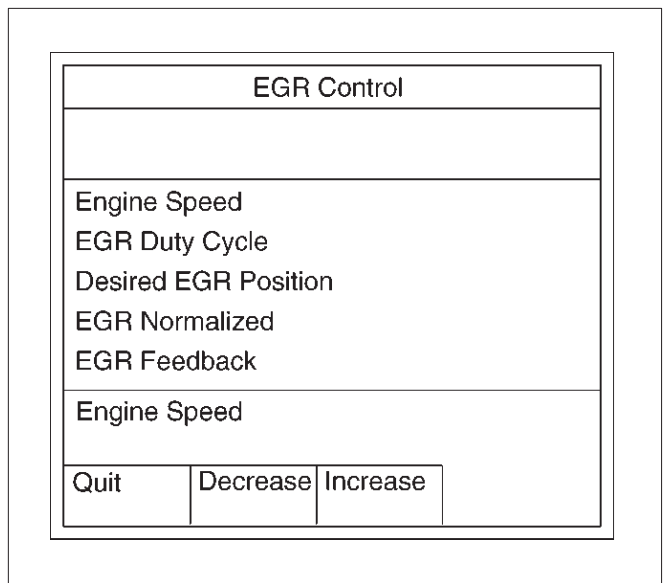 EGR Control
Engine Speed
EGR Duty Cycle
Desired EGR Position
EGR Normalized
EGR Feedback
Engine Speed
Quit Decrease Increase